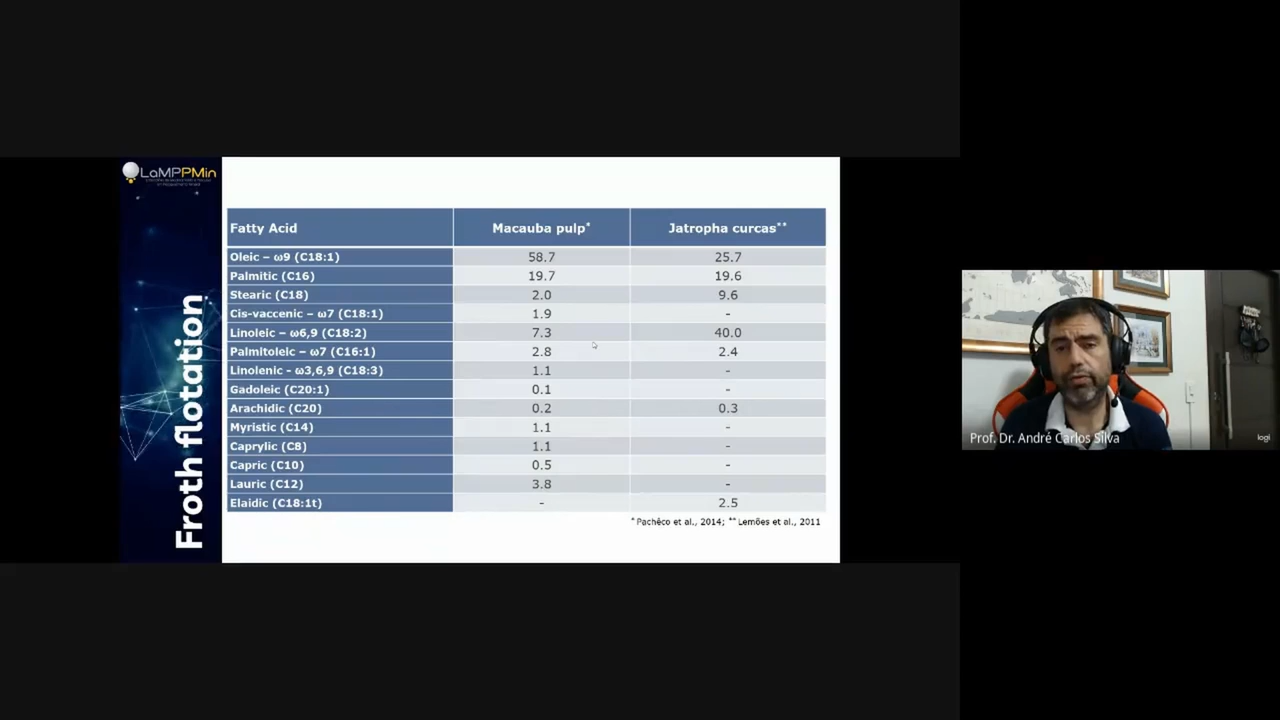 LaMPPMin
Froth flotation
Fatty Acid Macauba pulp* Jatropha curcas**
Oleic – ω9 (C18:1) 58.7 25.7
Palmitic (C16) 19.7 19.6
Stearic (C18) 2.0 9.6
Cis-vaccenic – ω7 (C18:1) 1.9 -
Linoleic – ω6,9 (C18:2) 7.3 40.0
Palmitoleic – ω7 (C16:1) 2.8 2.4
Linolenic - ω3,6,9 (C18:3) 1.1 -
Gadoleic (C20:1) 0.1 -
Arachidic (C20) 0.2 0.3
Myristic (C14) 1.1 -
Caprylic (C8) 1.1 -
Capric (C10) 0.5 -
Lauric (C12) 3.8 -
Elaidic (C18:1t) - 2.5
* Pachêco et al., 2014; ** Lemões et al., 2011
Prof. Dr. André Carlos Silva
logi